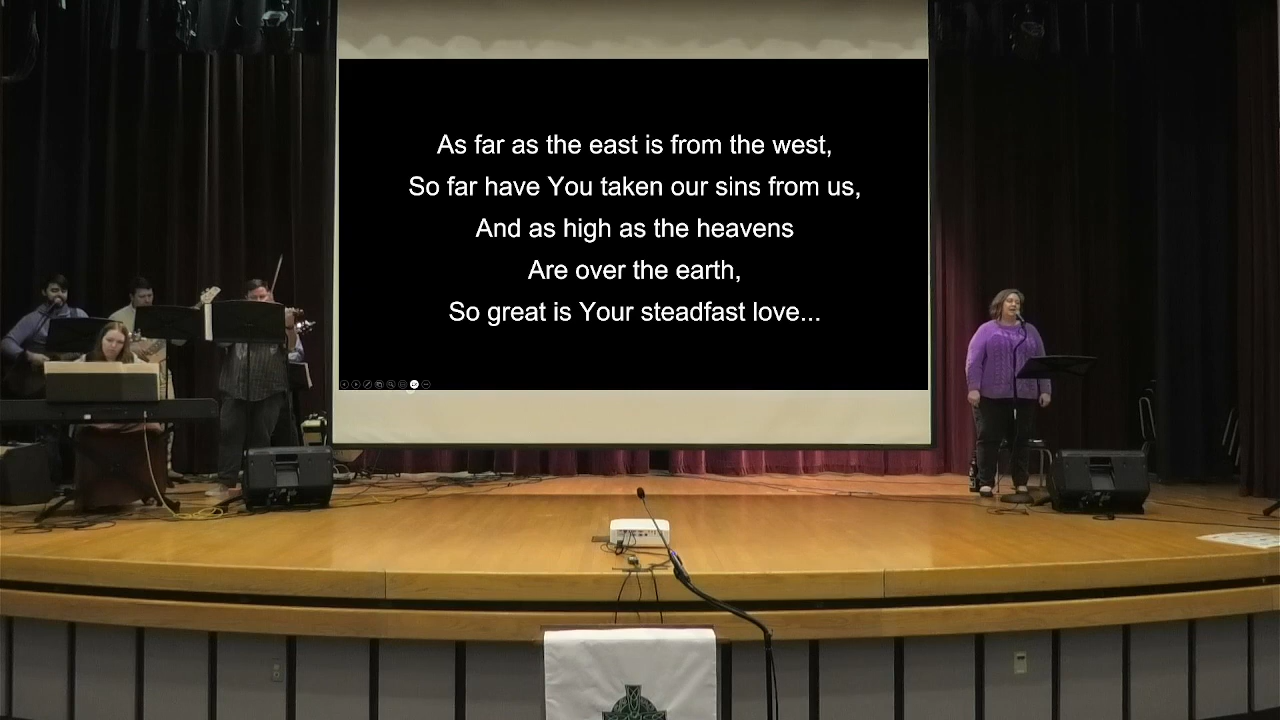 As far as the east is from the west,
So far have You taken our sins from us,
And as high as the heavens
Are over the earth,
So great is Your steadfast love...